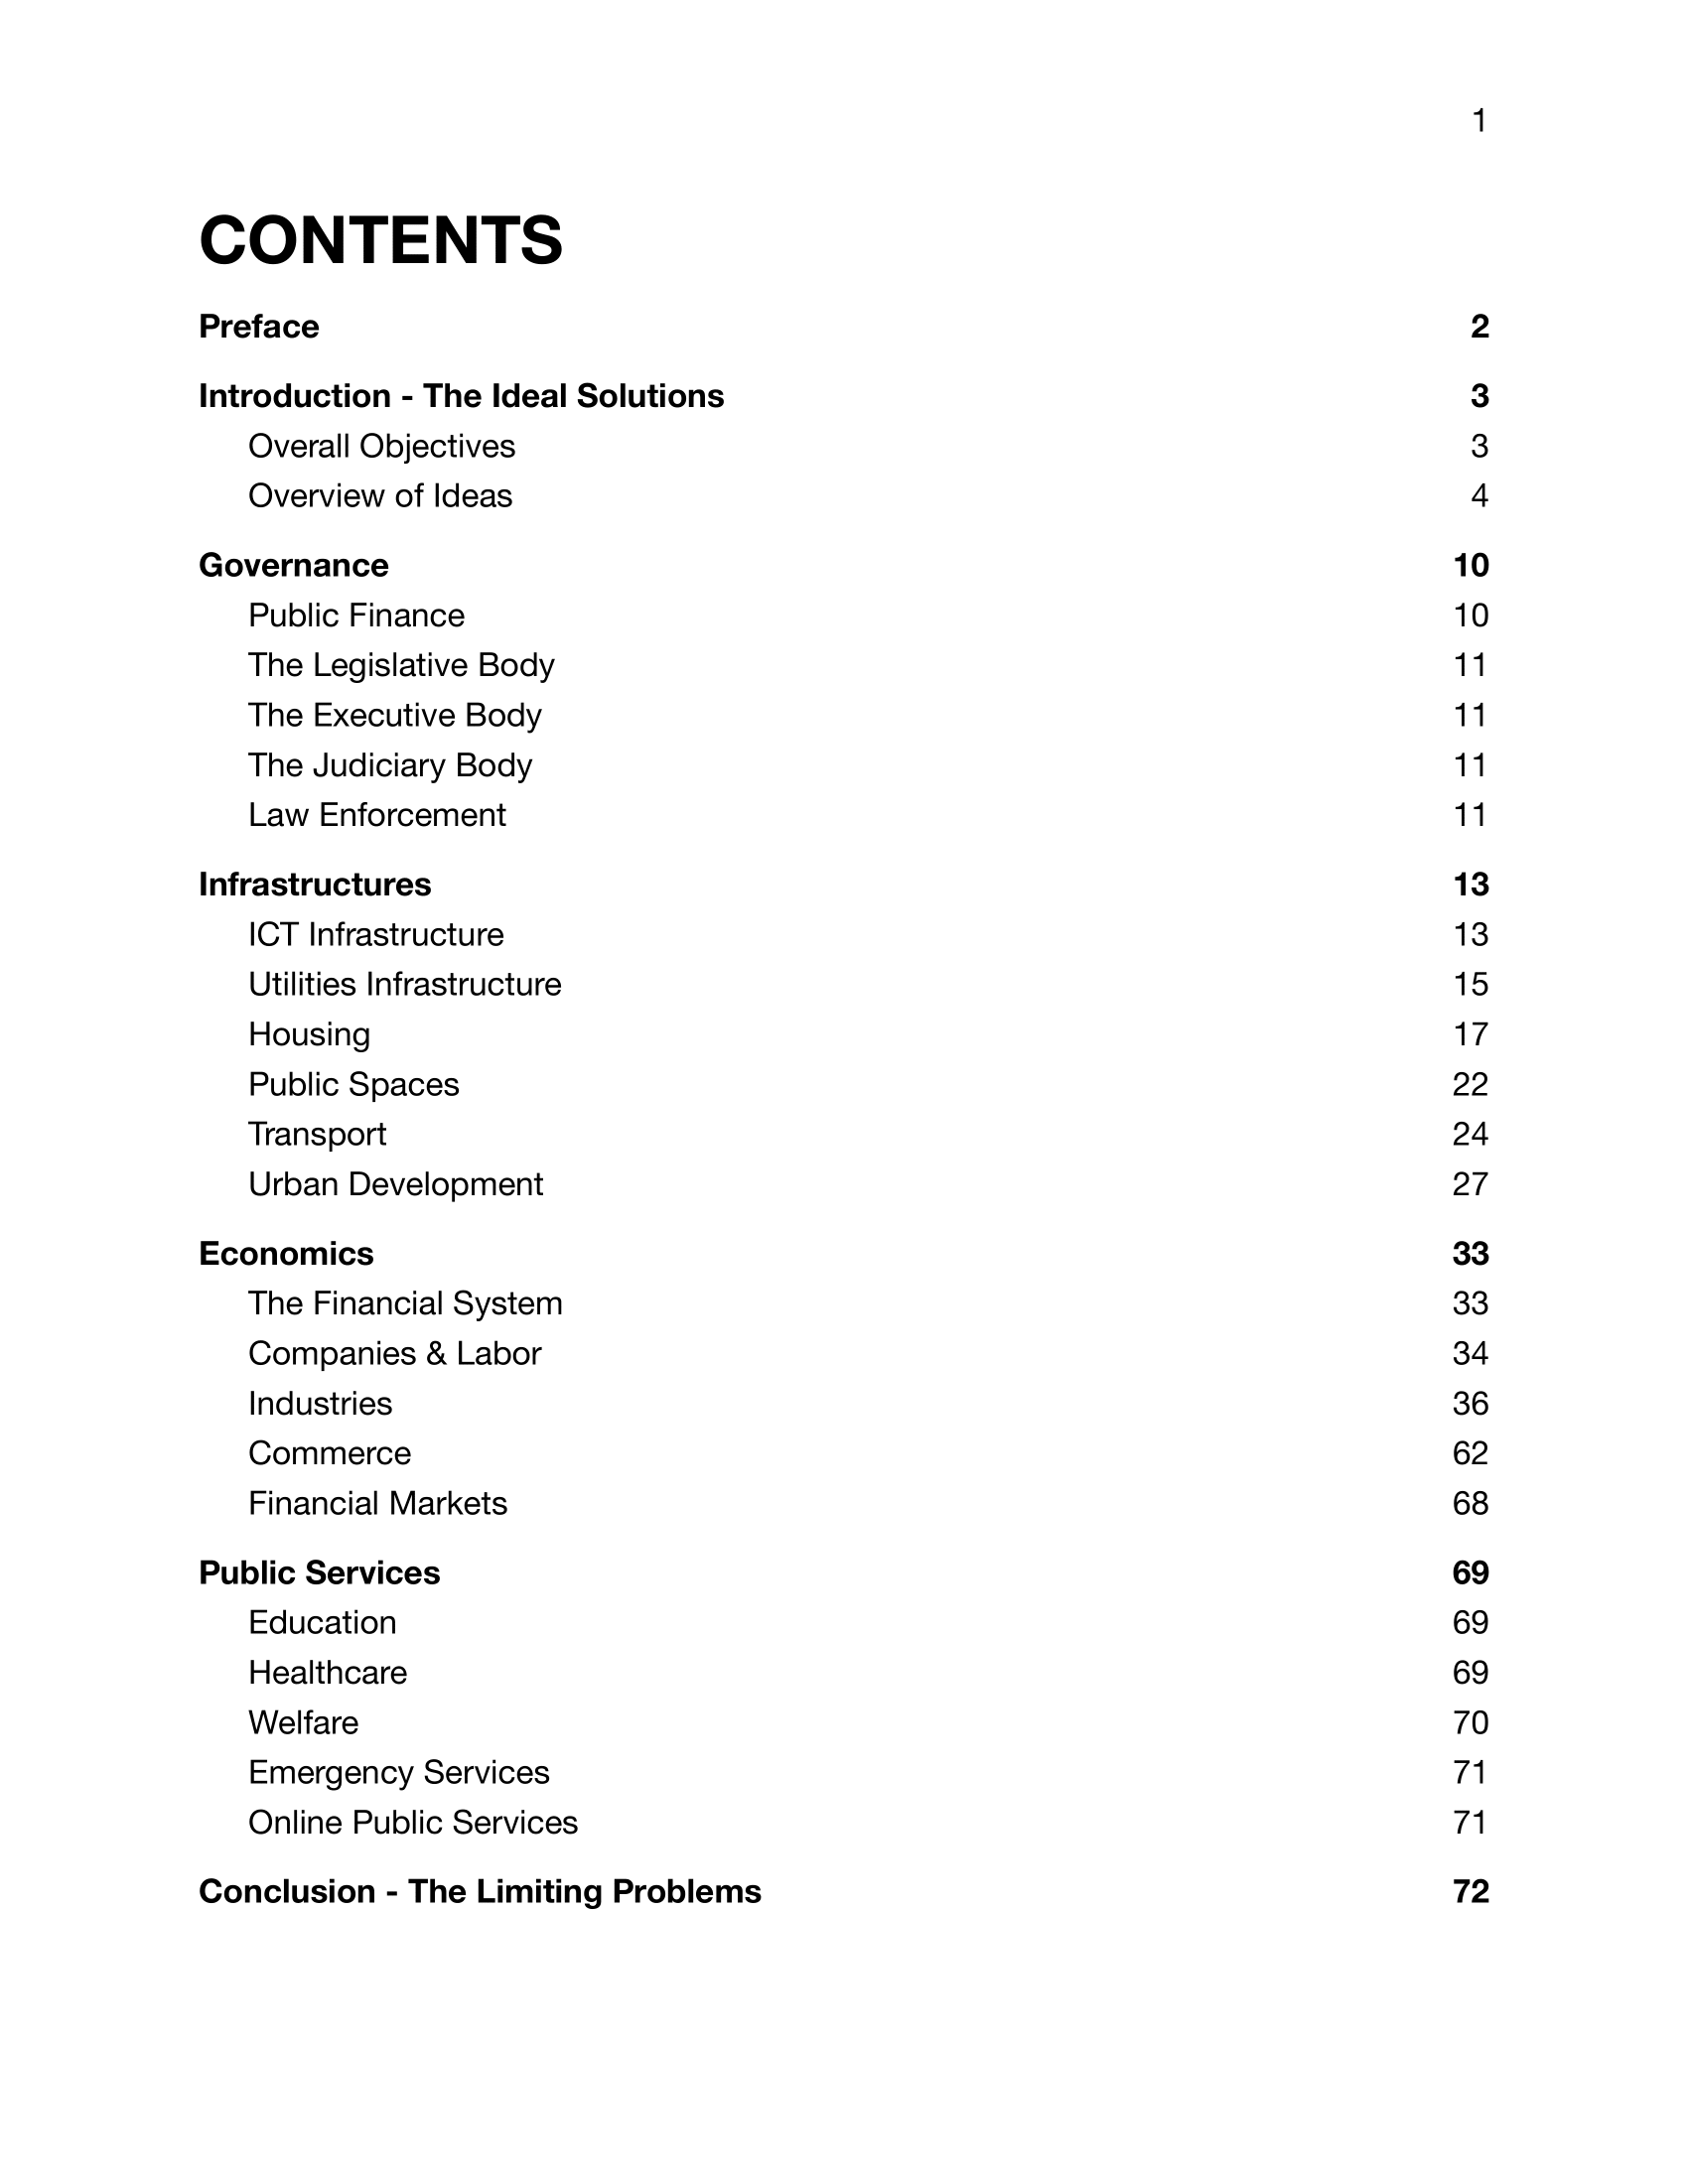 1
CONTENTS
Preface 2
Introduction - The Ideal Solutions 3
Overall Objectives 3
Overview of Ideas 4
Governance 10
Public Finance 10
The Legislative Body 11
The Executive Body 11
The Judiciary Body 11
Law Enforcement 11
Infrastructures 13
ICT Infrastructure 13
Utilities Infrastructure 15
Housing 17
Public Spaces 22
Transport 24
Urban Development 27
Economics 33
The Financial System 33
Companies & Labor 34
Industries 36
Commerce 62
Financial Markets 68
Public Services 69
Education 69
Healthcare 69
Welfare 70
Emergency Services 71
Online Public Services 71
Conclusion - The Limiting Problems 72